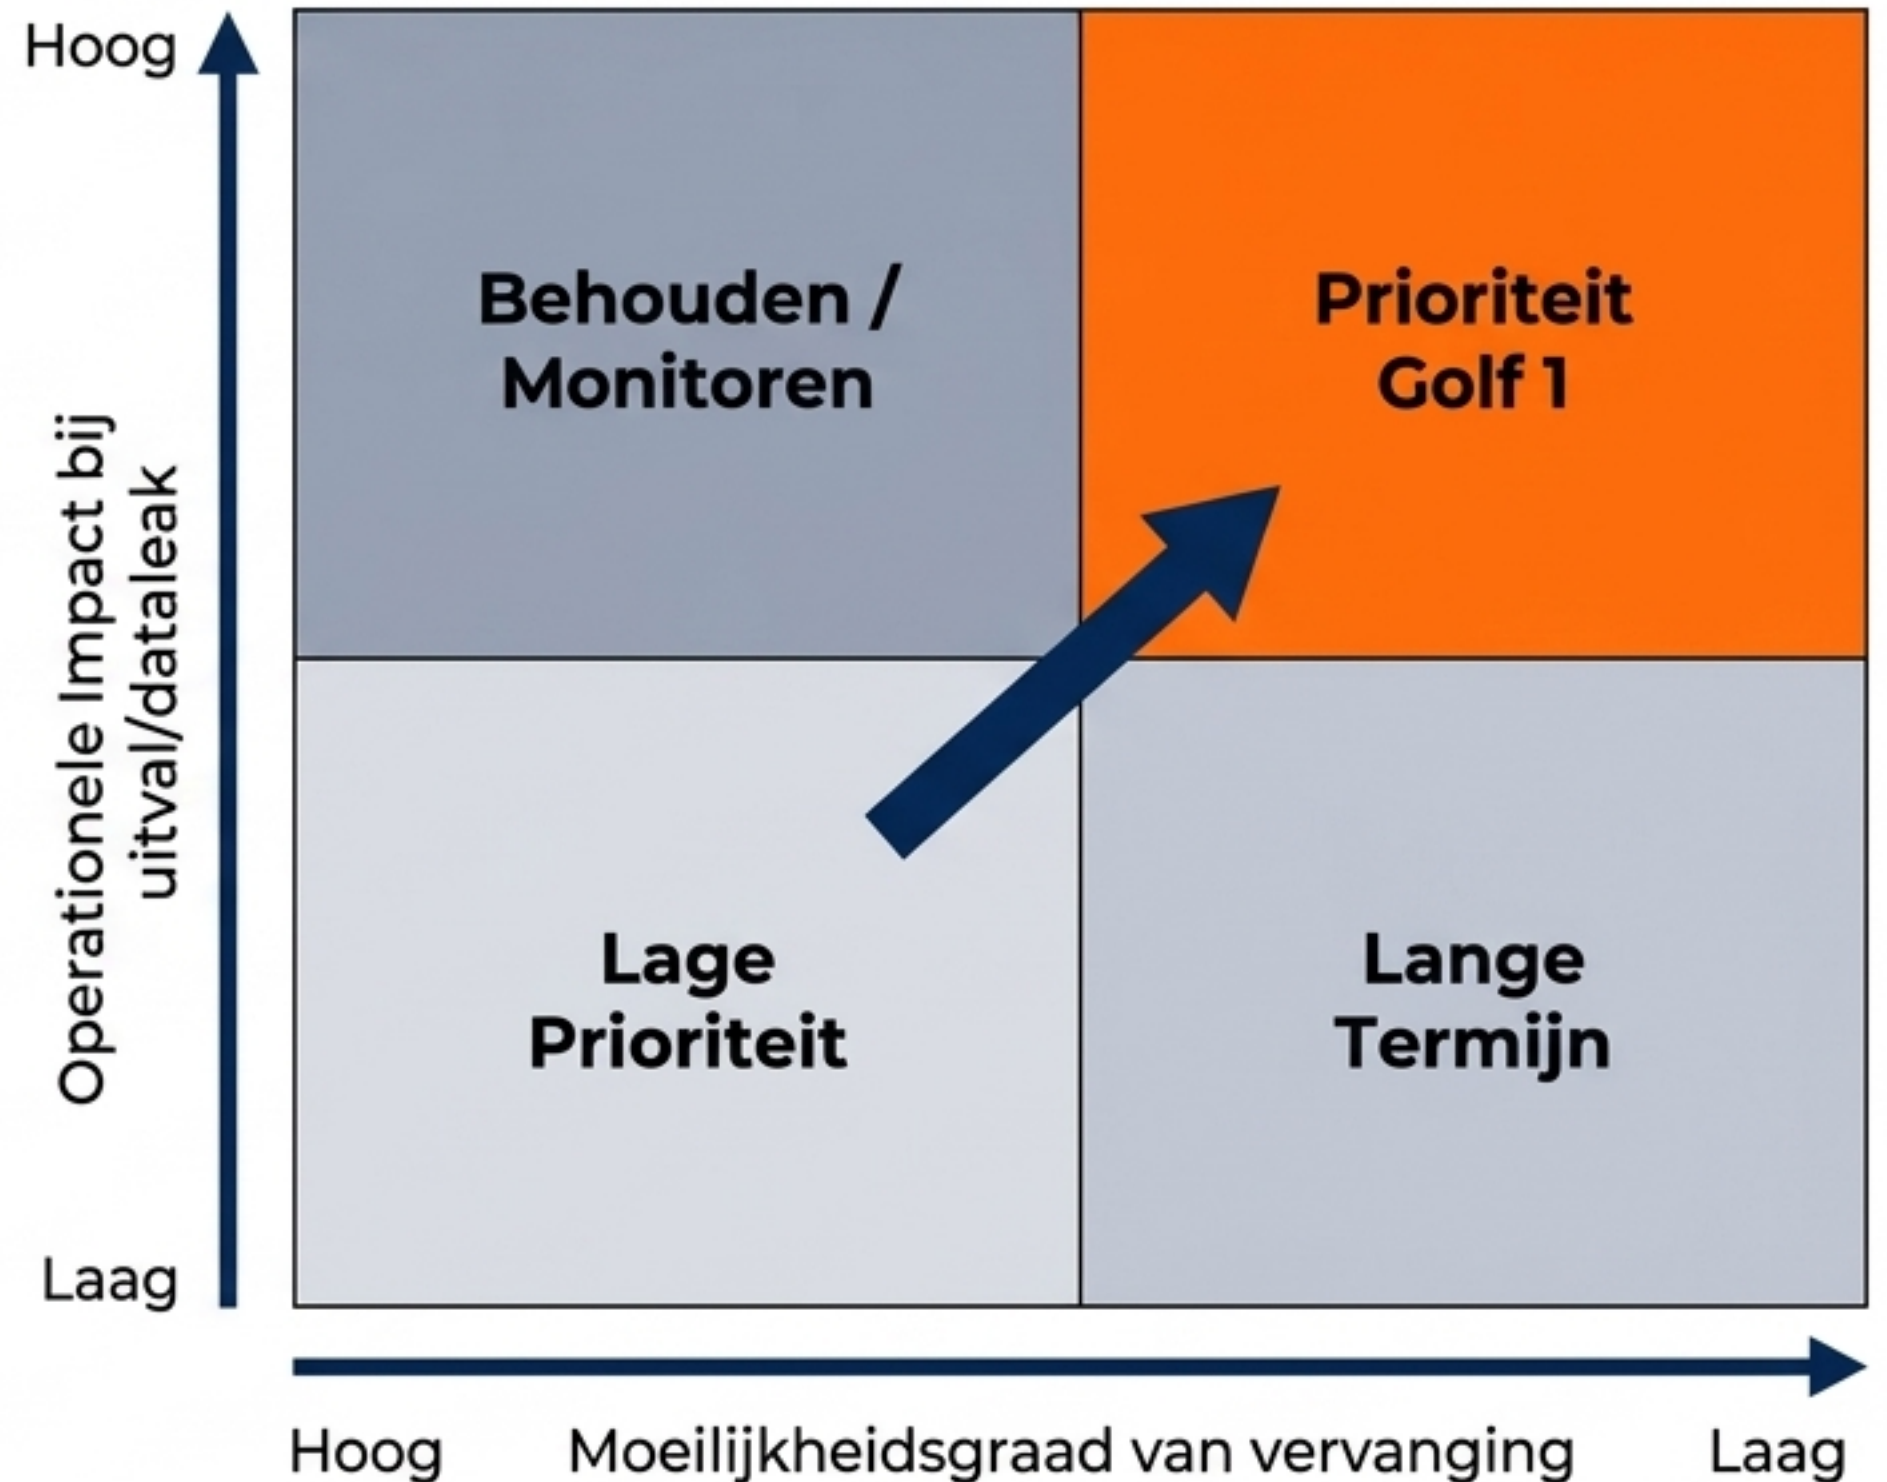 Hoog
Operationele Impact bij
uitval/dataleak
Laag
Behouden /
Monitoren
Prioriteit
Golf 1
Lage
Prioriteit
Lange
Termijn
Hoog
Moeilijkheidsgraad van vervanging
Laag